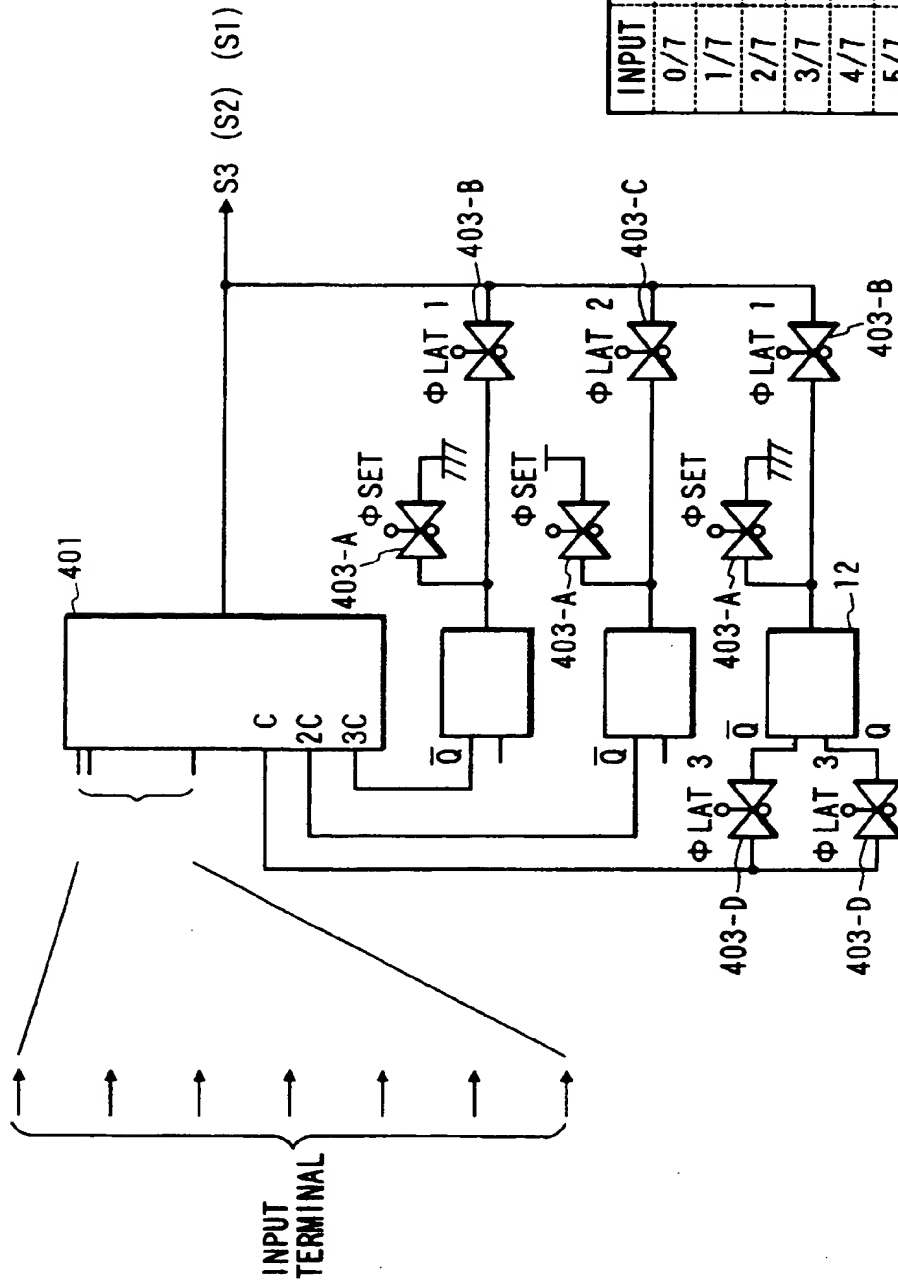 S3 (S2) (S1)
401
403-B
403-C
403-B
Φ LAT 1
Φ LAT 2
Φ LAT 1
Φ SET
Φ SET
Φ SET
403-A
403-A
403-A
C
2C
3C
Q̅
Q̅
Q̅
Q
12
Φ LAT 3
Φ LAT 3
403-D
403-D
INPUT
TERMINAL
INPUT
0/7
1/7
2/7
3/7
4/7
5/7